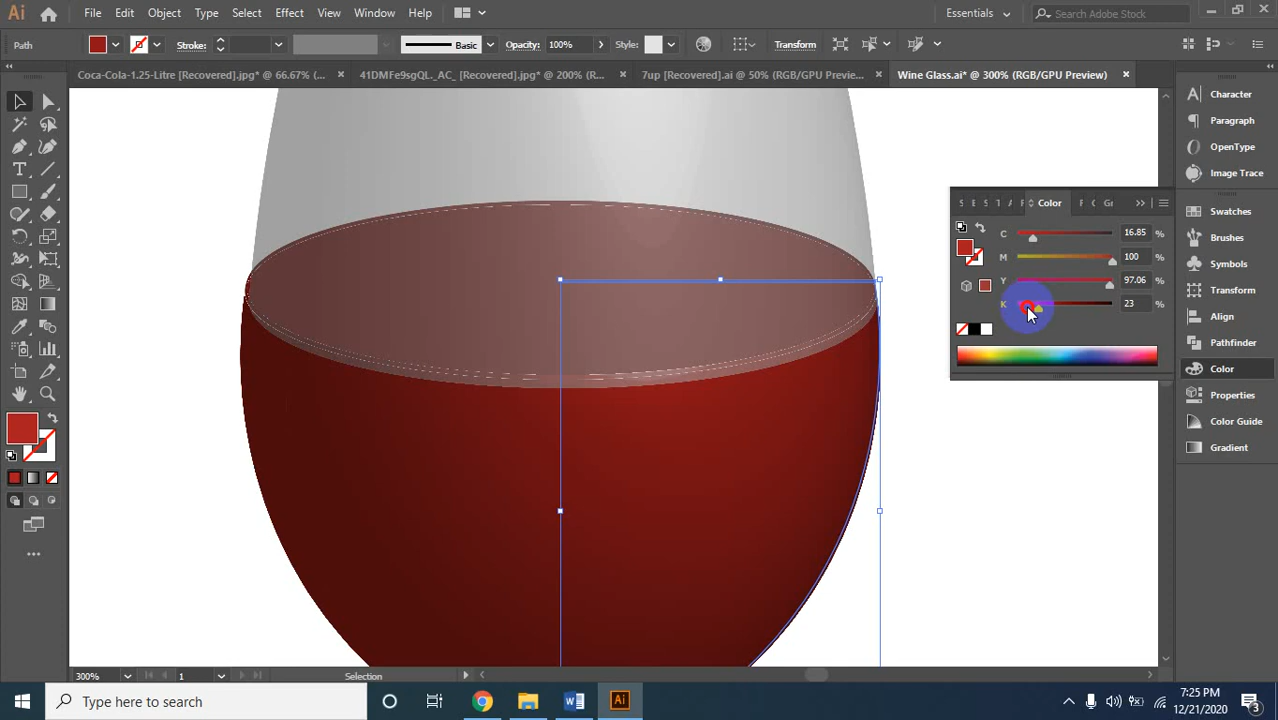 Ai File Edit Object Type Select Effect View Window Help Essentials Search Adobe Stock
Path Stroke: Basic Opacity: 100% Style: Transform
Coca-Cola-1.25-Litre [Recovered].jpg* @ 66.67% (... × 41DMFe9sgQL._AC_ [Recovered].jpg* @ 200% (R... × 7up [Recovered].ai @ 50% (RGB/GPU Previe... × Wine Glass.ai* @ 300% (RGB/GPU Preview) ×
Character
Paragraph
OpenType
Image Trace
Color
C 16.85 %
M 100 %
Y 97.06 %
K 23 %
Swatches
Brushes
Symbols
Transform
Align
Pathfinder
Color
Properties
Color Guide
Gradient
300% 1 Selection
Type here to search
Ai
7:25 PM
12/21/2020
3